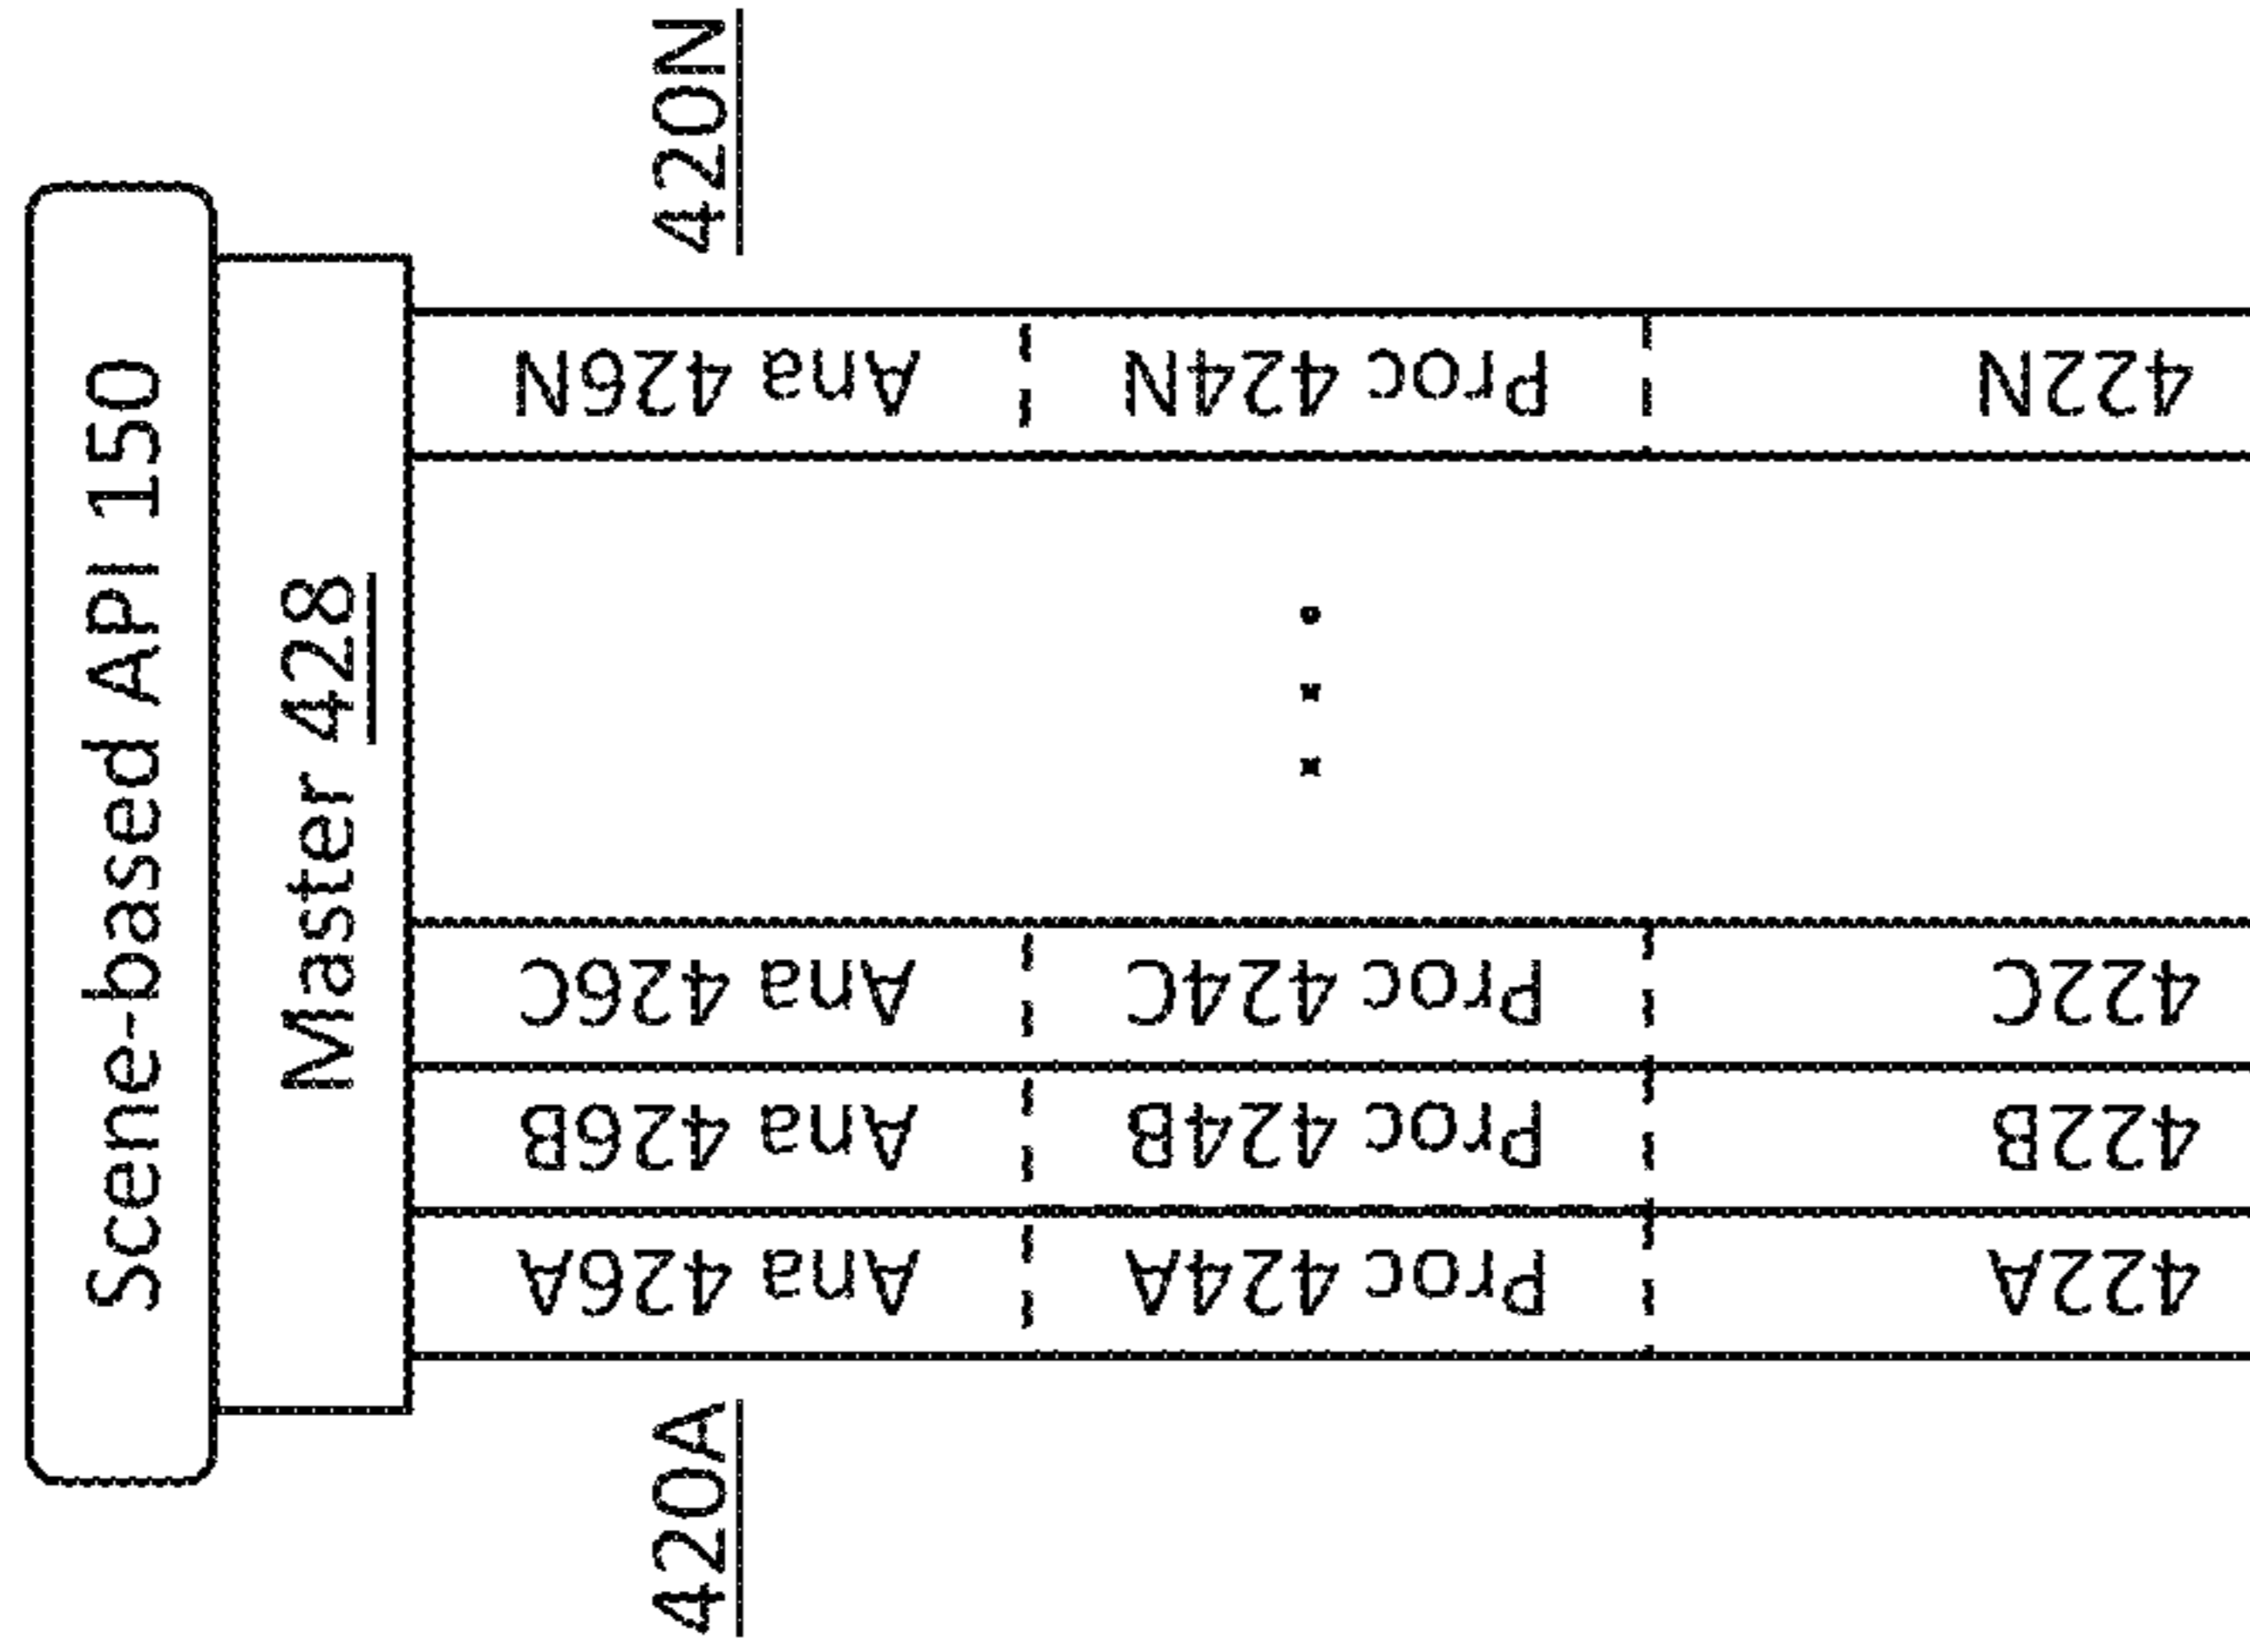 Scene-based API 150
Master 428
420A
420N
Ana 426A
Ana 426B
Ana 426C
Ana 426N
Proc 424A
Proc 424B
Proc 424C
Proc 424N
422A
422B
422C
422N